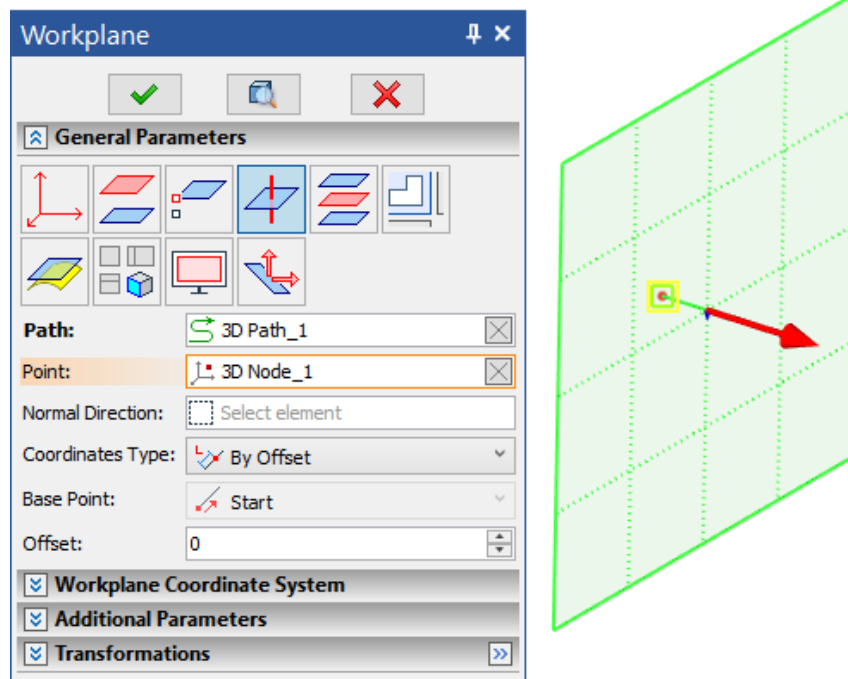 Workplane
General Parameters
Path: 3D Path_1
Point: 3D Node_1
Normal Direction: Select element
Coordinates Type: By Offset
Base Point: Start
Offset: 0
Workplane Coordinate System
Additional Parameters
Transformations